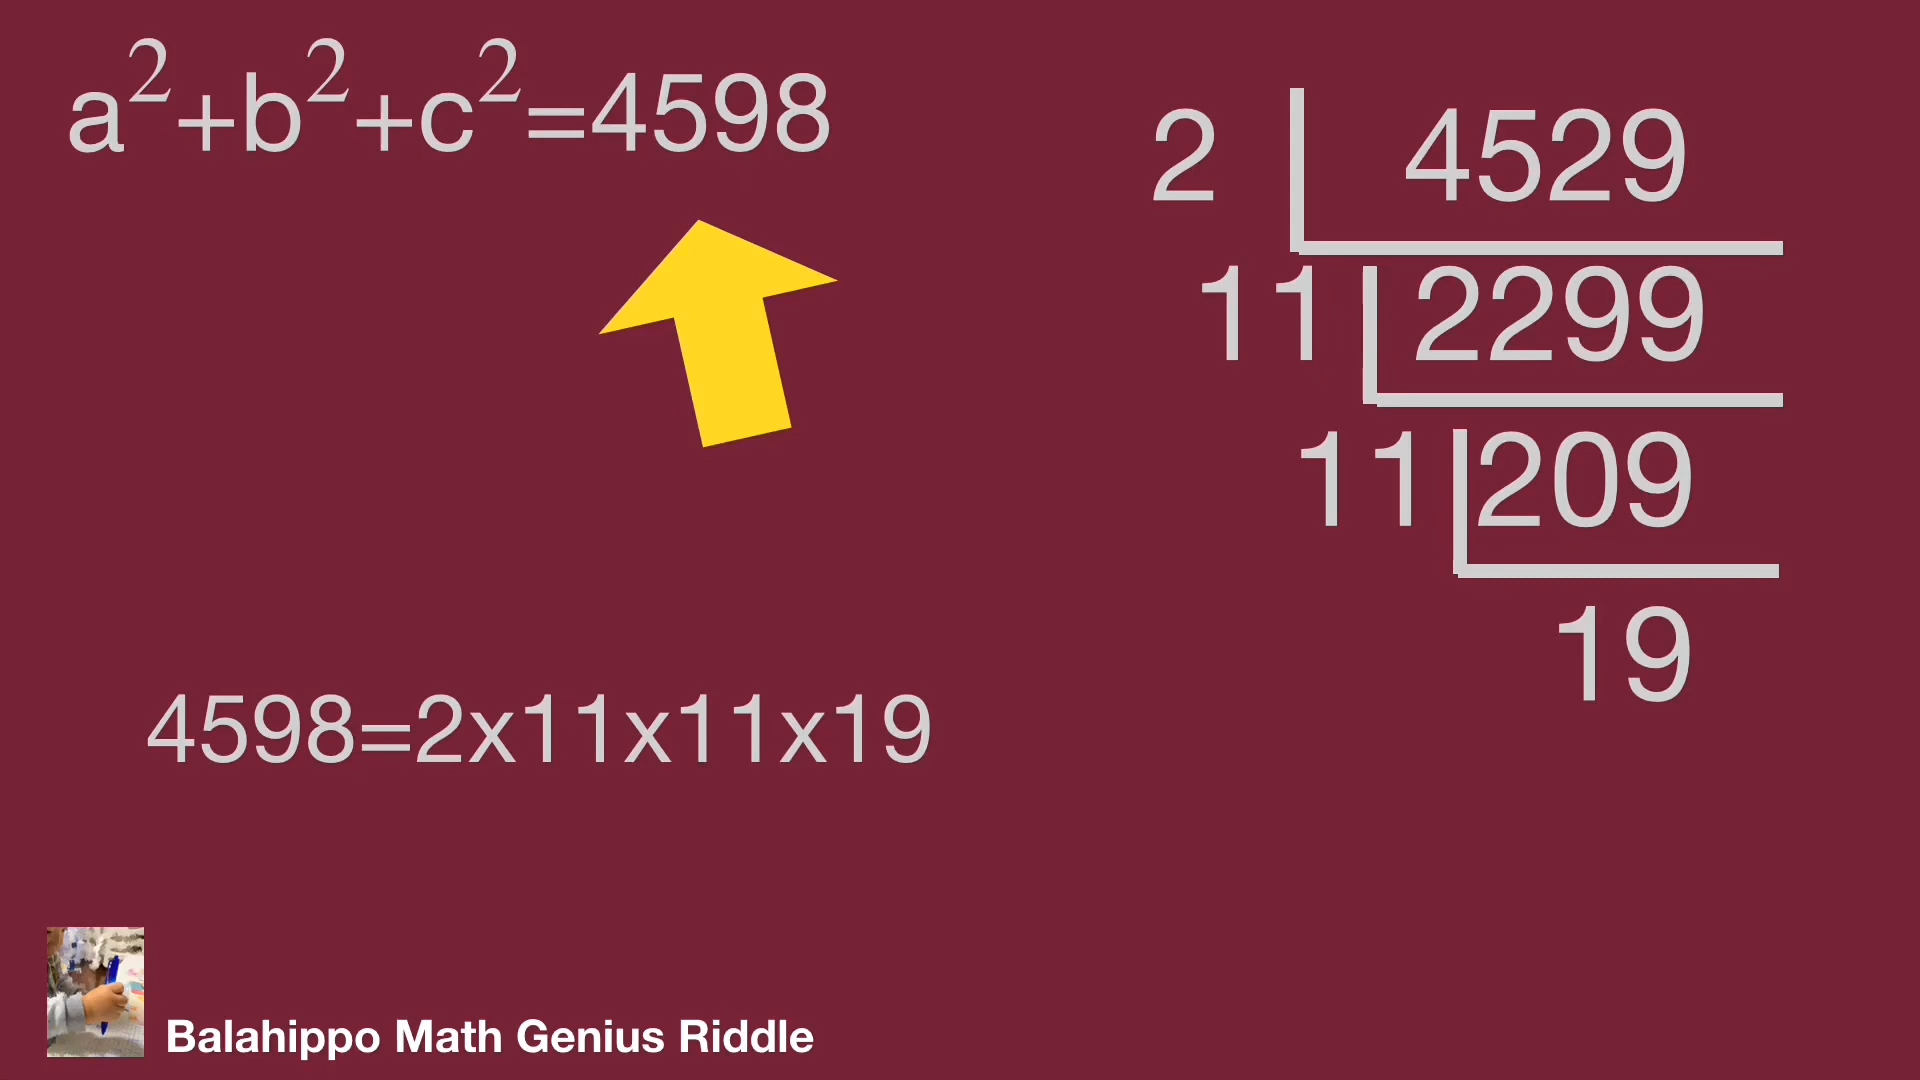 a²+b²+c²=4598
2 4529
11 2299
11 209
19
4598=2x11x11x19
Balahippo Math Genius Riddle